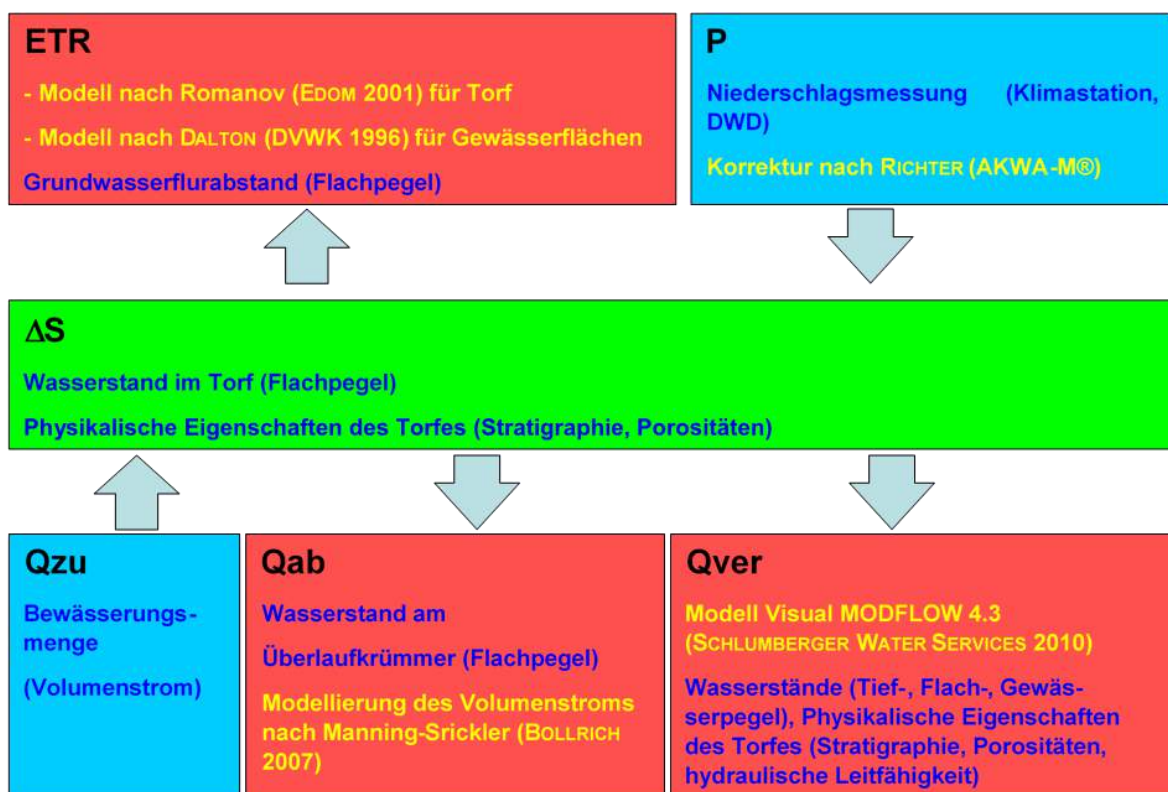 ETR
- Modell nach Romanov (EDOM 2001) für Torf
- Modell nach DALTON (DVWK 1996) für Gewässerflächen
Grundwasserflurabstand (Flachpegel)
P
Niederschlagsmessung (Klimastation,
DWD)
Korrektur nach RICHTER (AKWA-M®)
ΔS
Wasserstand im Torf (Flachpegel)
Physikalische Eigenschaften des Torfes (Stratigraphie, Porositäten)
Qzu
Bewässerungs-
menge
(Volumenstrom)
Qab
Wasserstand am
Überlaufkrümmer (Flachpegel)
Modellierung des Volumenstroms
nach Manning-Srickler (BOLLRICH
2007)
Qver
Modell Visual MODFLOW 4.3
(SCHLUMBERGER WATER SERVICES 2010)
Wasserstände (Tief-, Flach-, Gewäs-
serpegel), Physikalische Eigenschaften
des Torfes (Stratigraphie, Porositäten,
hydraulische Leitfähigkeit)